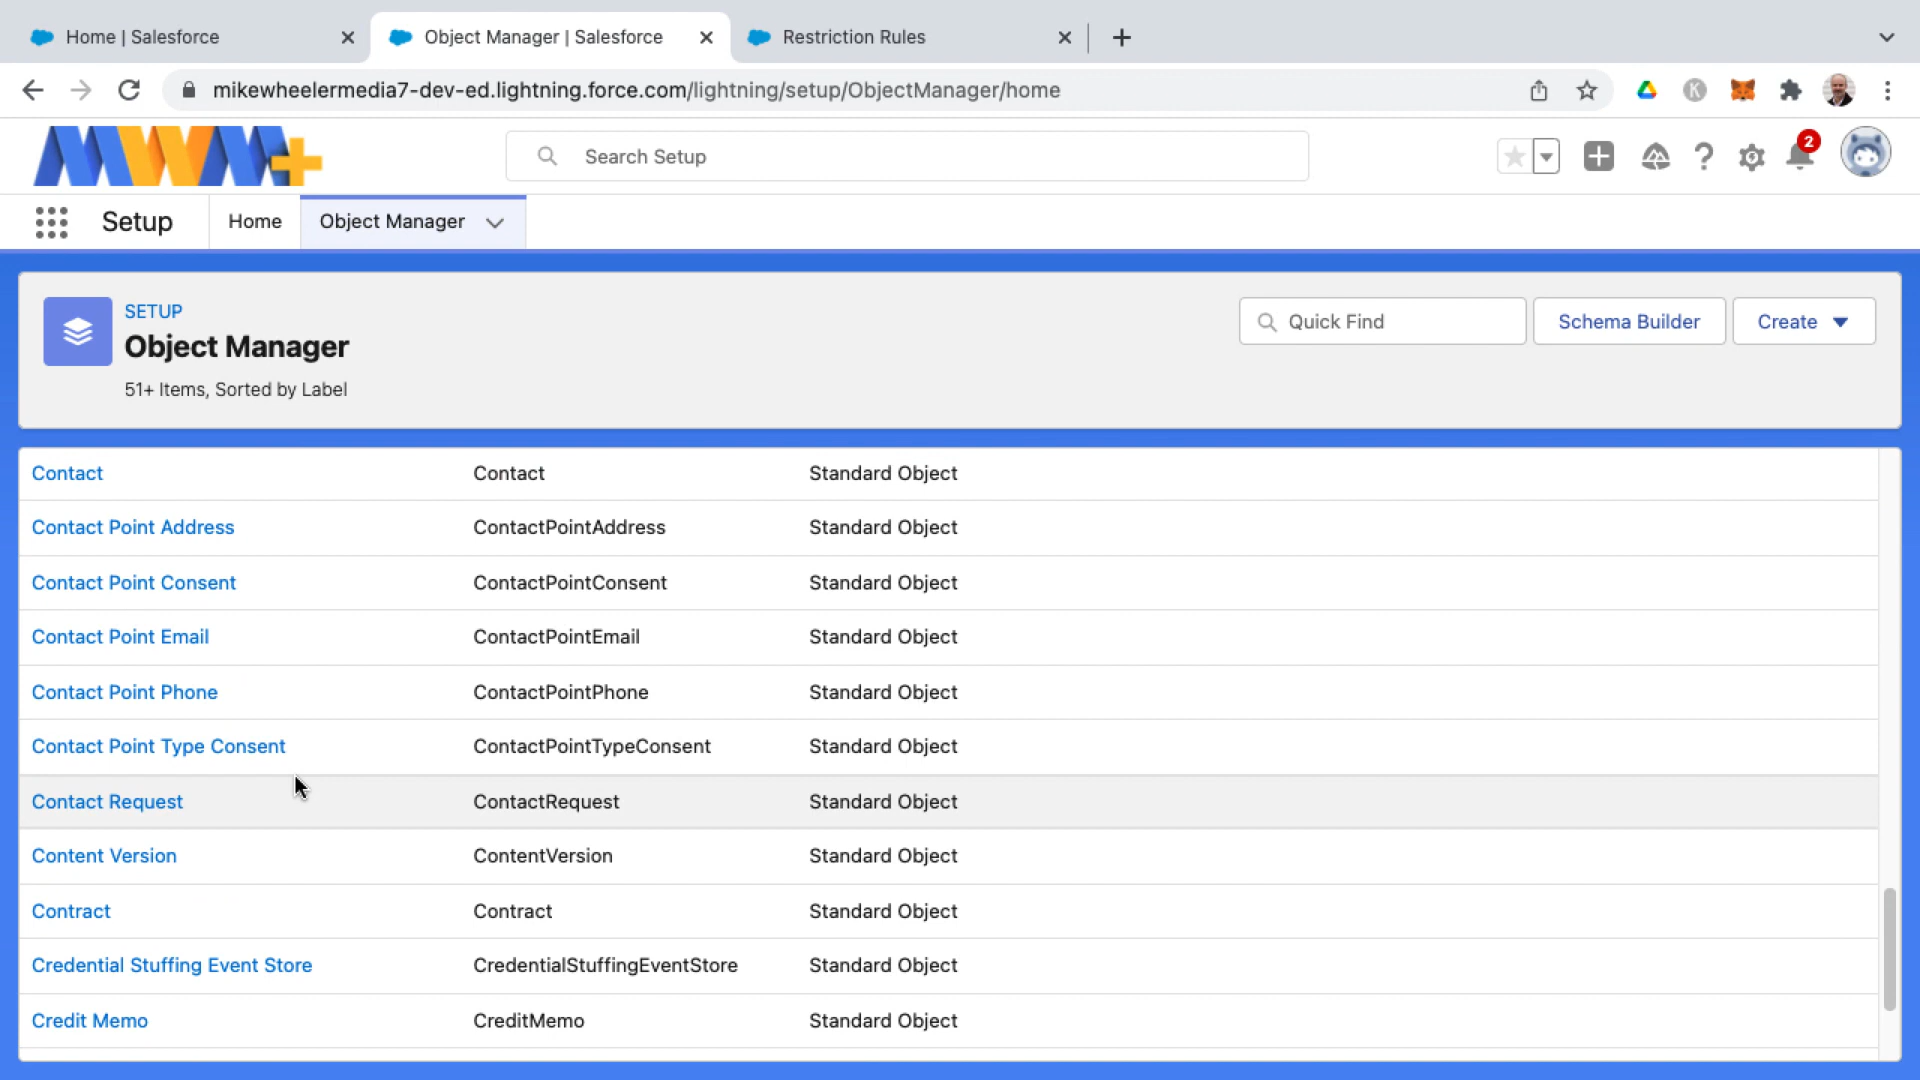 Home | Salesforce
Object Manager | Salesforce
Restriction Rules
mikewheelermedia7-dev-ed.lightning.force.com/lightning/setup/ObjectManager/home
K
MWM+
Search Setup
2
Setup
Home
Object Manager
SETUP
Object Manager
51+ Items, Sorted by Label
Quick Find
Schema Builder
Create
Contact Contact Standard Object
Contact Point Address ContactPointAddress Standard Object
Contact Point Consent ContactPointConsent Standard Object
Contact Point Email ContactPointEmail Standard Object
Contact Point Phone ContactPointPhone Standard Object
Contact Point Type Consent ContactPointTypeConsent Standard Object
Contact Request ContactRequest Standard Object
Content Version ContentVersion Standard Object
Contract Contract Standard Object
Credential Stuffing Event Store CredentialStuffingEventStore Standard Object
Credit Memo CreditMemo Standard Object